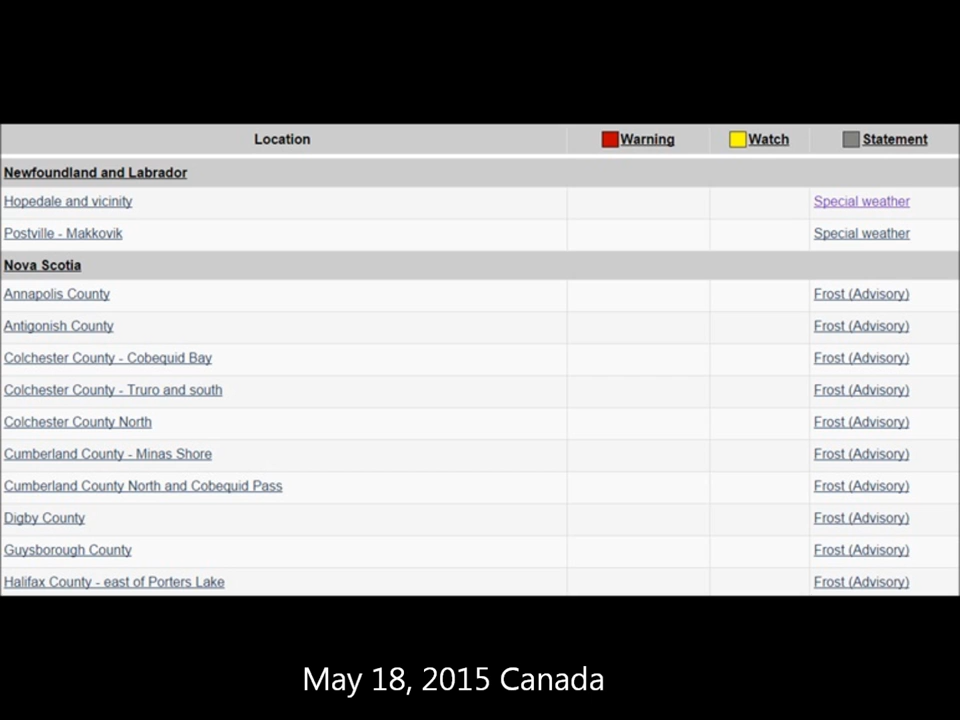 Location Warning Watch Statement
Newfoundland and Labrador
Hopedale and vicinity Special weather
Postville - Makkovik Special weather
Nova Scotia
Annapolis County Frost (Advisory)
Antigonish County Frost (Advisory)
Colchester County - Cobequid Bay Frost (Advisory)
Colchester County - Truro and south Frost (Advisory)
Colchester County North Frost (Advisory)
Cumberland County - Minas Shore Frost (Advisory)
Cumberland County North and Cobequid Pass Frost (Advisory)
Digby County Frost (Advisory)
Guysborough County Frost (Advisory)
Halifax County - east of Porters Lake Frost (Advisory)
May 18, 2015 Canada